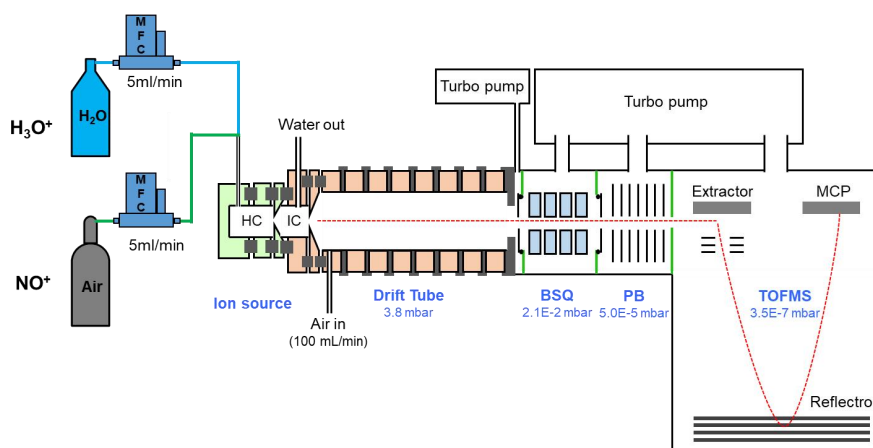 MFC
5ml/min
H2O
H3O+
MFC
5ml/min
NO+
Air
Water out
HC
IC
Ion source
Drift Tube
3.8 mbar
Air in
(100 mL/min)
Turbo pump
Turbo pump
BSQ
2.1E-2 mbar
PB
5.0E-5 mbar
Extractor
MCP
TOFMS
3.5E-7 mbar
Reflectro